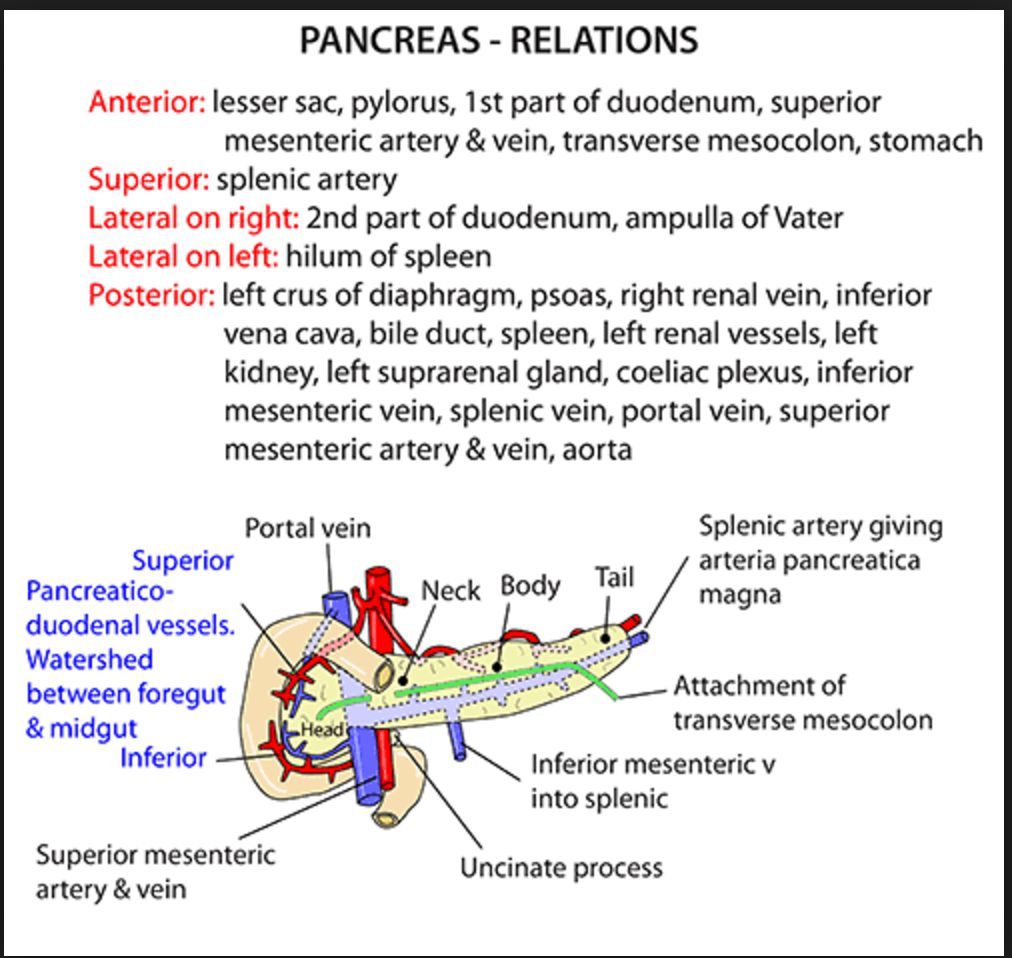 PANCREAS - RELATIONS
Anterior: lesser sac, pylorus, 1st part of duodenum, superior
mesenteric artery & vein, transverse mesocolon, stomach
Superior: splenic artery
Lateral on right: 2nd part of duodenum, ampulla of Vater
Lateral on left: hilum of spleen
Posterior: left crus of diaphragm, psoas, right renal vein, inferior
vena cava, bile duct, spleen, left renal vessels, left
kidney, left suprarenal gland, coeliac plexus, inferior
mesenteric vein, splenic vein, portal vein, superior
mesenteric artery & vein, aorta
Portal vein
Superior
Pancreatico-
duodenal vessels.
Watershed
between foregut
& midgut
Inferior
Neck
Body
Tail
Splenic artery giving
arteria pancreatica
magna
Head
Attachment of
transverse mesocolon
Inferior mesenteric v
into splenic
Uncinate process
Superior mesenteric
artery & vein